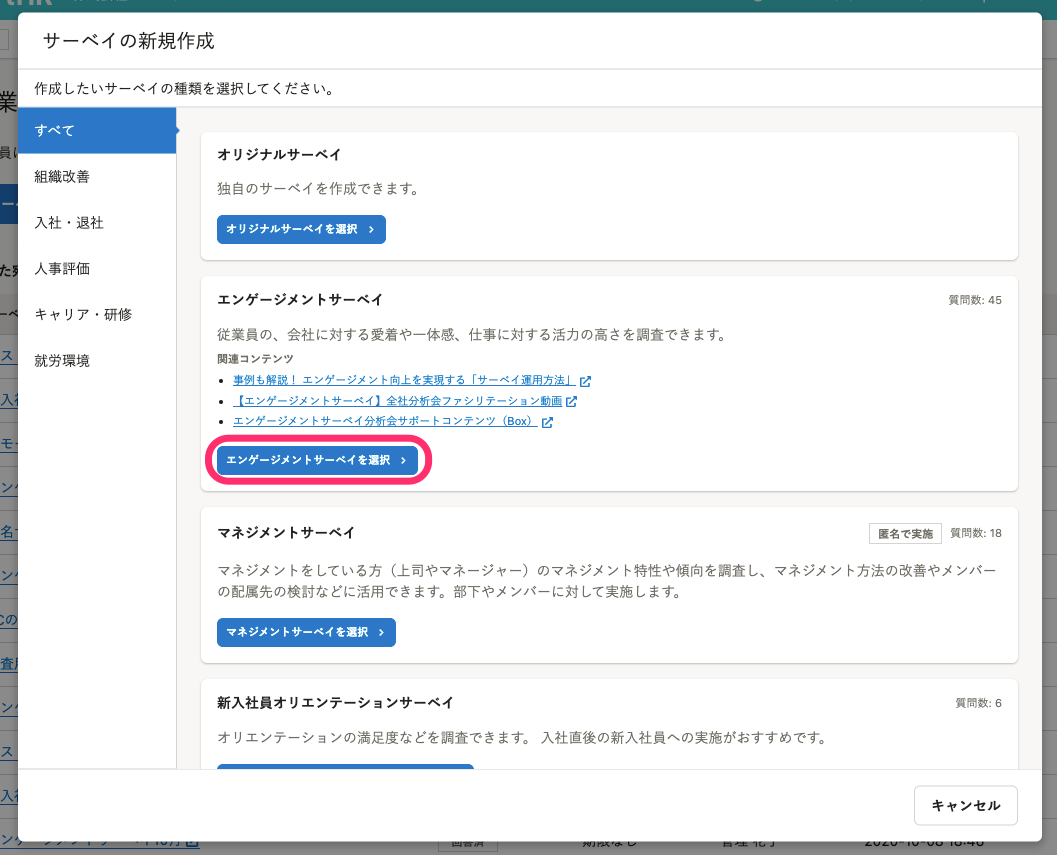 サーベイの新規作成
作成したいサーベイの種類を選択してください。
すべて
組織改善
入社・退社
人事評価
キャリア・研修
就労環境
オリジナルサーベイ
独自のサーベイを作成できます。
オリジナルサーベイを選択
エンゲージメントサーベイ
質問数: 45
従業員の、会社に対する愛着や一体感、仕事に対する活力の高さを調査できます。
関連コンテンツ
事例も解説！ エンゲージメント向上を実現する「サーベイ運用方法」
【エンゲージメントサーベイ】全社分析会ファシリテーション動画
エンゲージメントサーベイ分析会サポートコンテンツ（Box）
エンゲージメントサーベイを選択
マネジメントサーベイ
匿名で実施
質問数: 18
マネジメントをしている方（上司やマネージャー）のマネジメント特性や傾向を調査し、マネジメント方法の改善やメンバー
の配属先の検討などに活用できます。部下やメンバーに対して実施します。
マネジメントサーベイを選択
新入社員オリエンテーションサーベイ
質問数: 6
オリエンテーションの満足度などを調査できます。 入社直後の新入社員への実施がおすすめです。
キャンセル